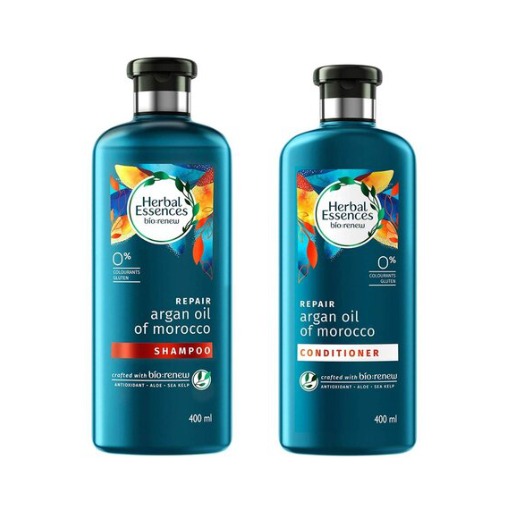 Herbal
Essences
bio:renew
0%
COLOURANTS
GLUTEN
REPAIR
argan oil
of morocco
SHAMPOO
crafted with bio:renew
ANTIOXIDANT · ALOE · SEA KELP
400 ml
Herbal
Essences
bio:renew
0%
COLOURANTS
GLUTEN
REPAIR
argan oil
of morocco
CONDITIONER
crafted with bio:renew
ANTIOXIDANT · ALOE · SEA KELP
400 ml